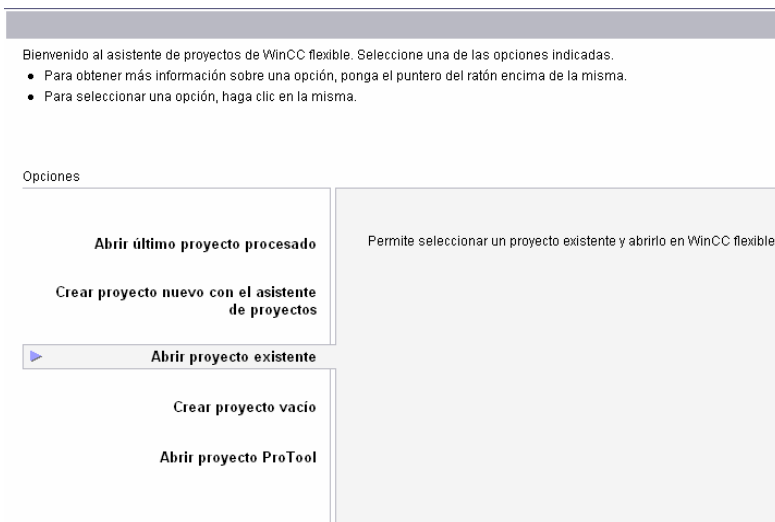 Bienvenido al asistente de proyectos de WinCC flexible. Seleccione una de las opciones indicadas.
• Para obtener más información sobre una opción, ponga el puntero del ratón encima de la misma.
• Para seleccionar una opción, haga clic en la misma.
Opciones
Abrir último proyecto procesado
Crear proyecto nuevo con el asistente
de proyectos
Abrir proyecto existente
Crear proyecto vacío
Abrir proyecto ProTool
Permite seleccionar un proyecto existente y abrirlo en WinCC flexible